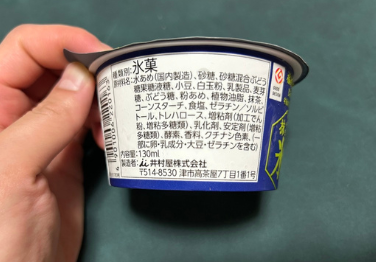 種類別:氷菓
原材料名:水あめ(国内製造)、砂糖、砂糖混合ぶどう
糖果糖液糖、小豆、白玉粉、乳製品、麦芽
糖、ぶどう糖、粉あめ、植物油脂、抹茶、
コーンスターチ、食塩、ゼラチン/ソルビ
トール、トレハロース、増粘剤(加工でん
粉、増粘多糖類)、乳化剤、安定剤(増粘
多糖類)、酵素、香料、クチナシ色素、(一
部に卵・乳成分・大豆・ゼラチンを含む)
内容量:130ml
製造者:井村屋株式会社
〒514-8530 津市高茶屋7丁目1番1号